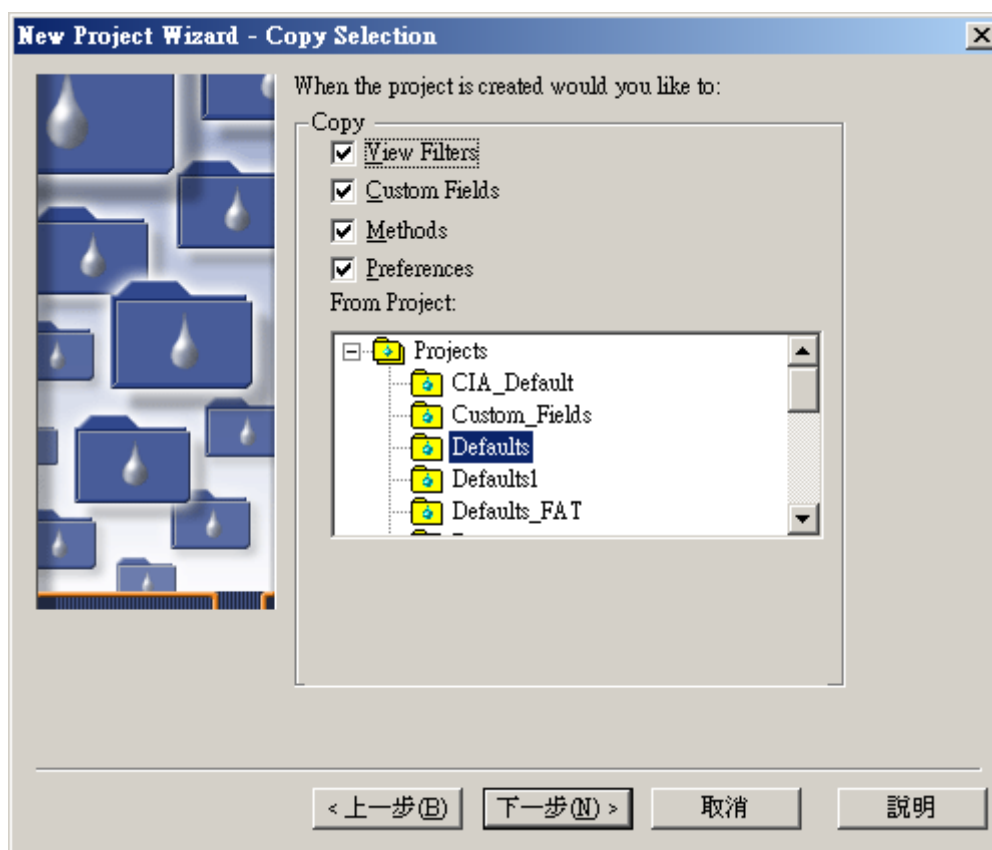 New Project Wizard - Copy Selection
When the project is created would you like to:
Copy
View Filters
Custom Fields
Methods
Preferences
From Project:
Projects
CIA_Default
Custom_Fields
Defaults
Defaults1
Defaults_FAT
<上一步(B)
下一步(N)>
取消
說明